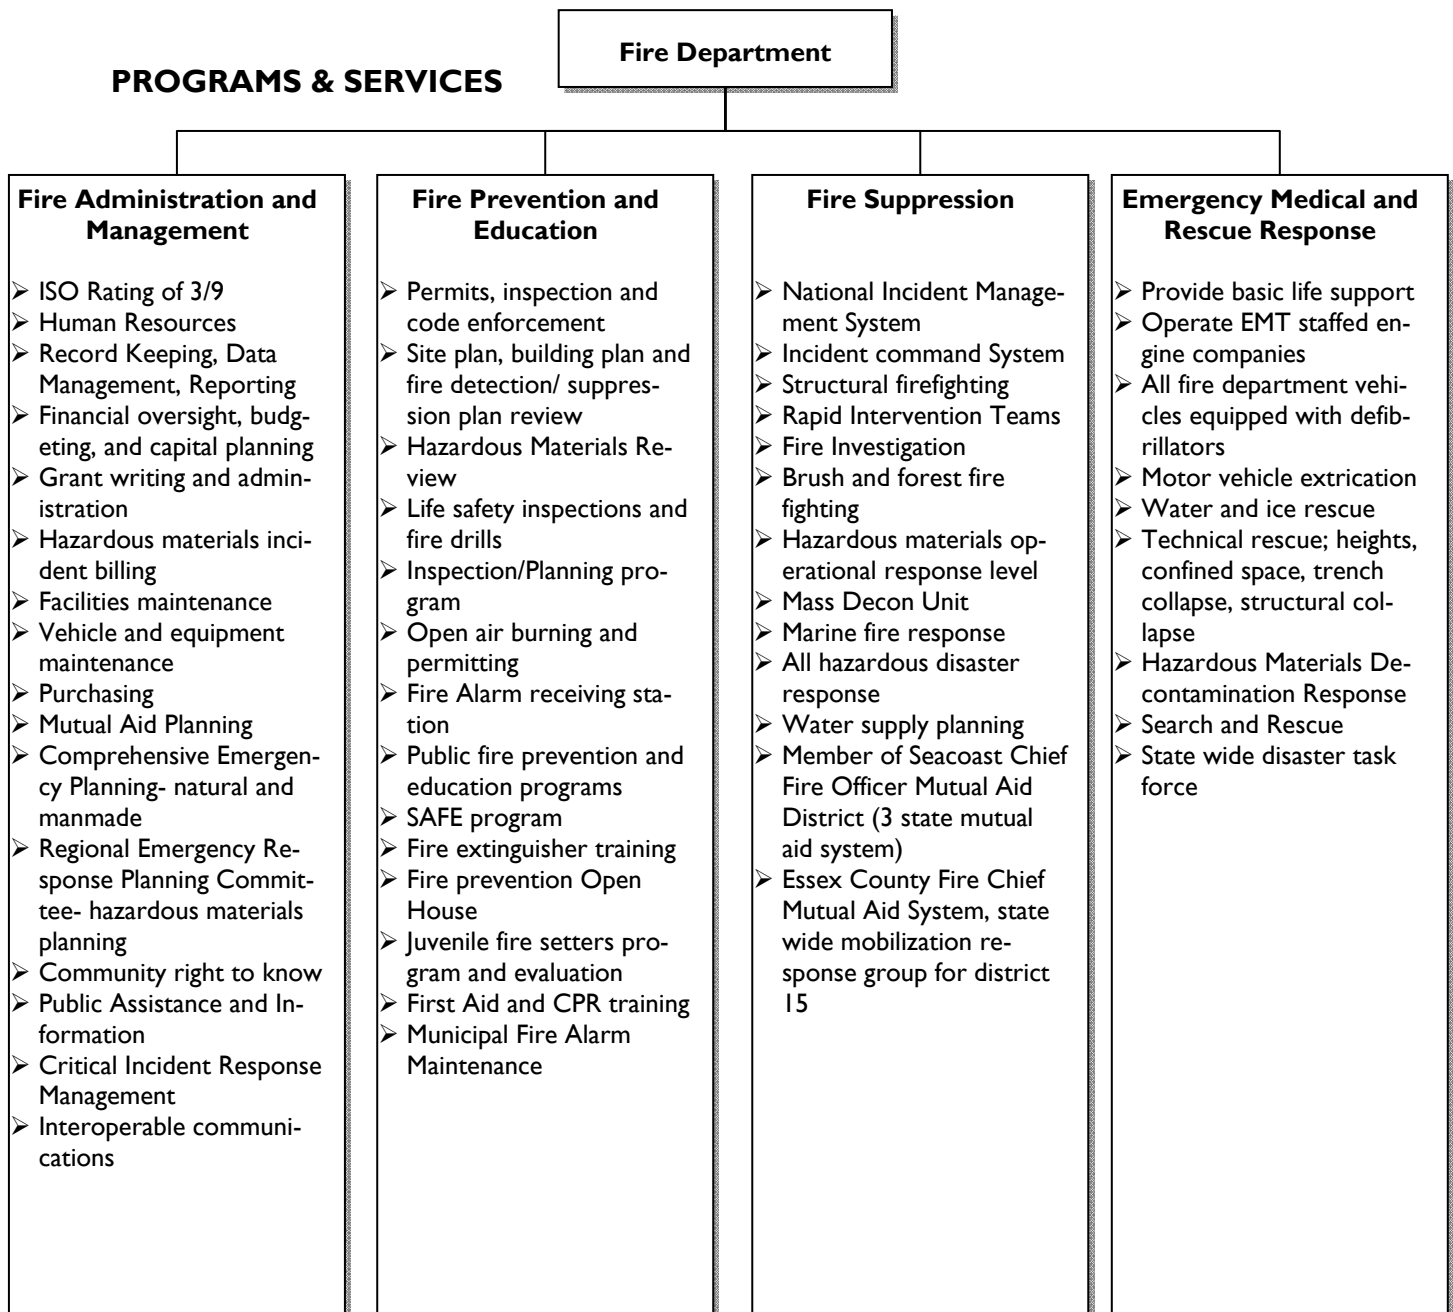 Fire Department
PROGRAMS & SERVICES
Fire Administration and
Management
➢ ISO Rating of 3/9
➢ Human Resources
➢ Record Keeping, Data
Management, Reporting
➢ Financial oversight, budg-
eting, and capital planning
➢ Grant writing and admin-
istration
➢ Hazardous materials inci-
dent billing
➢ Facilities maintenance
➢ Vehicle and equipment
maintenance
➢ Purchasing
➢ Mutual Aid Planning
➢ Comprehensive Emergen-
cy Planning- natural and
manmade
➢ Regional Emergency Re-
sponse Planning Commit-
tee- hazardous materials
planning
➢ Community right to know
➢ Public Assistance and In-
formation
➢ Critical Incident Response
Management
➢ Interoperable communi-
cations
Fire Prevention and
Education
➢ Permits, inspection and
code enforcement
➢ Site plan, building plan and
fire detection/ suppres-
sion plan review
➢ Hazardous Materials Re-
view
➢ Life safety inspections and
fire drills
➢ Inspection/Planning pro-
gram
➢ Open air burning and
permitting
➢ Fire Alarm receiving sta-
tion
➢ Public fire prevention and
education programs
➢ SAFE program
➢ Fire extinguisher training
➢ Fire prevention Open
House
➢ Juvenile fire setters pro-
gram and evaluation
➢ First Aid and CPR training
➢ Municipal Fire Alarm
Maintenance
Fire Suppression
➢ National Incident Manage-
ment System
➢ Incident command System
➢ Structural firefighting
➢ Rapid Intervention Teams
➢ Fire Investigation
➢ Brush and forest fire
fighting
➢ Hazardous materials op-
erational response level
➢ Mass Decon Unit
➢ Marine fire response
➢ All hazardous disaster
response
➢ Water supply planning
➢ Member of Seacoast Chief
Fire Officer Mutual Aid
District (3 state mutual
aid system)
➢ Essex County Fire Chief
Mutual Aid System, state
wide mobilization re-
sponse group for district
15
Emergency Medical and
Rescue Response
➢ Provide basic life support
➢ Operate EMT staffed en-
gine companies
➢ All fire department vehi-
cles equipped with defib-
rillators
➢ Motor vehicle extrication
➢ Water and ice rescue
➢ Technical rescue; heights,
confined space, trench
collapse, structural col-
lapse
➢ Hazardous Materials De-
contamination Response
➢ Search and Rescue
➢ State wide disaster task
force